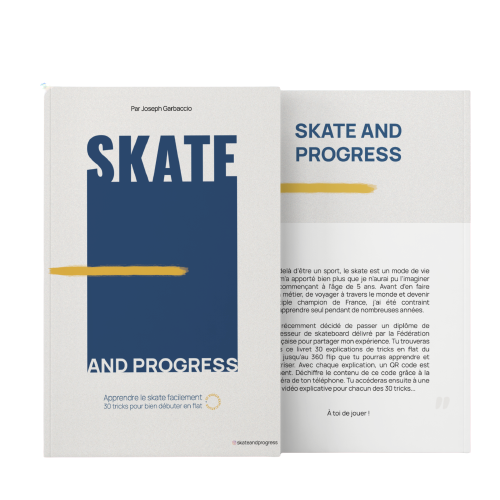 Par Joseph Garbaccio
SKATE
AND PROGRESS
Apprendre le skate facilement
30 tricks pour bien débuter en flat
@skateandprogress
SKATE AND
PROGRESS
delà d'être un sport, le skate est un mode de vie
m'a apporté bien plus que je n'aurai pu l'imaginer
commençant à l'âge de 5 ans. Avant d'en faire
métier, de voyager à travers le monde et devenir
champion de France, j'ai été contraint
apprendre seul pendant de nombreuses années.
récemment décidé de passer un diplôme de
esseur de skateboard délivré par la Fédération
çaise pour partager mon expérience. Tu trouveras
ce livret 30 explications de tricks en flat du
jusqu'au 360 flip que tu pourras apprendre et
riser. Avec chaque explication, un QR code est
ent. Déchiffre le contenu de ce code grâce à la
éra de ton téléphone. Tu accéderas ensuite à une
vidéo explicative pour chacun des 30 tricks...
À toi de jouer !